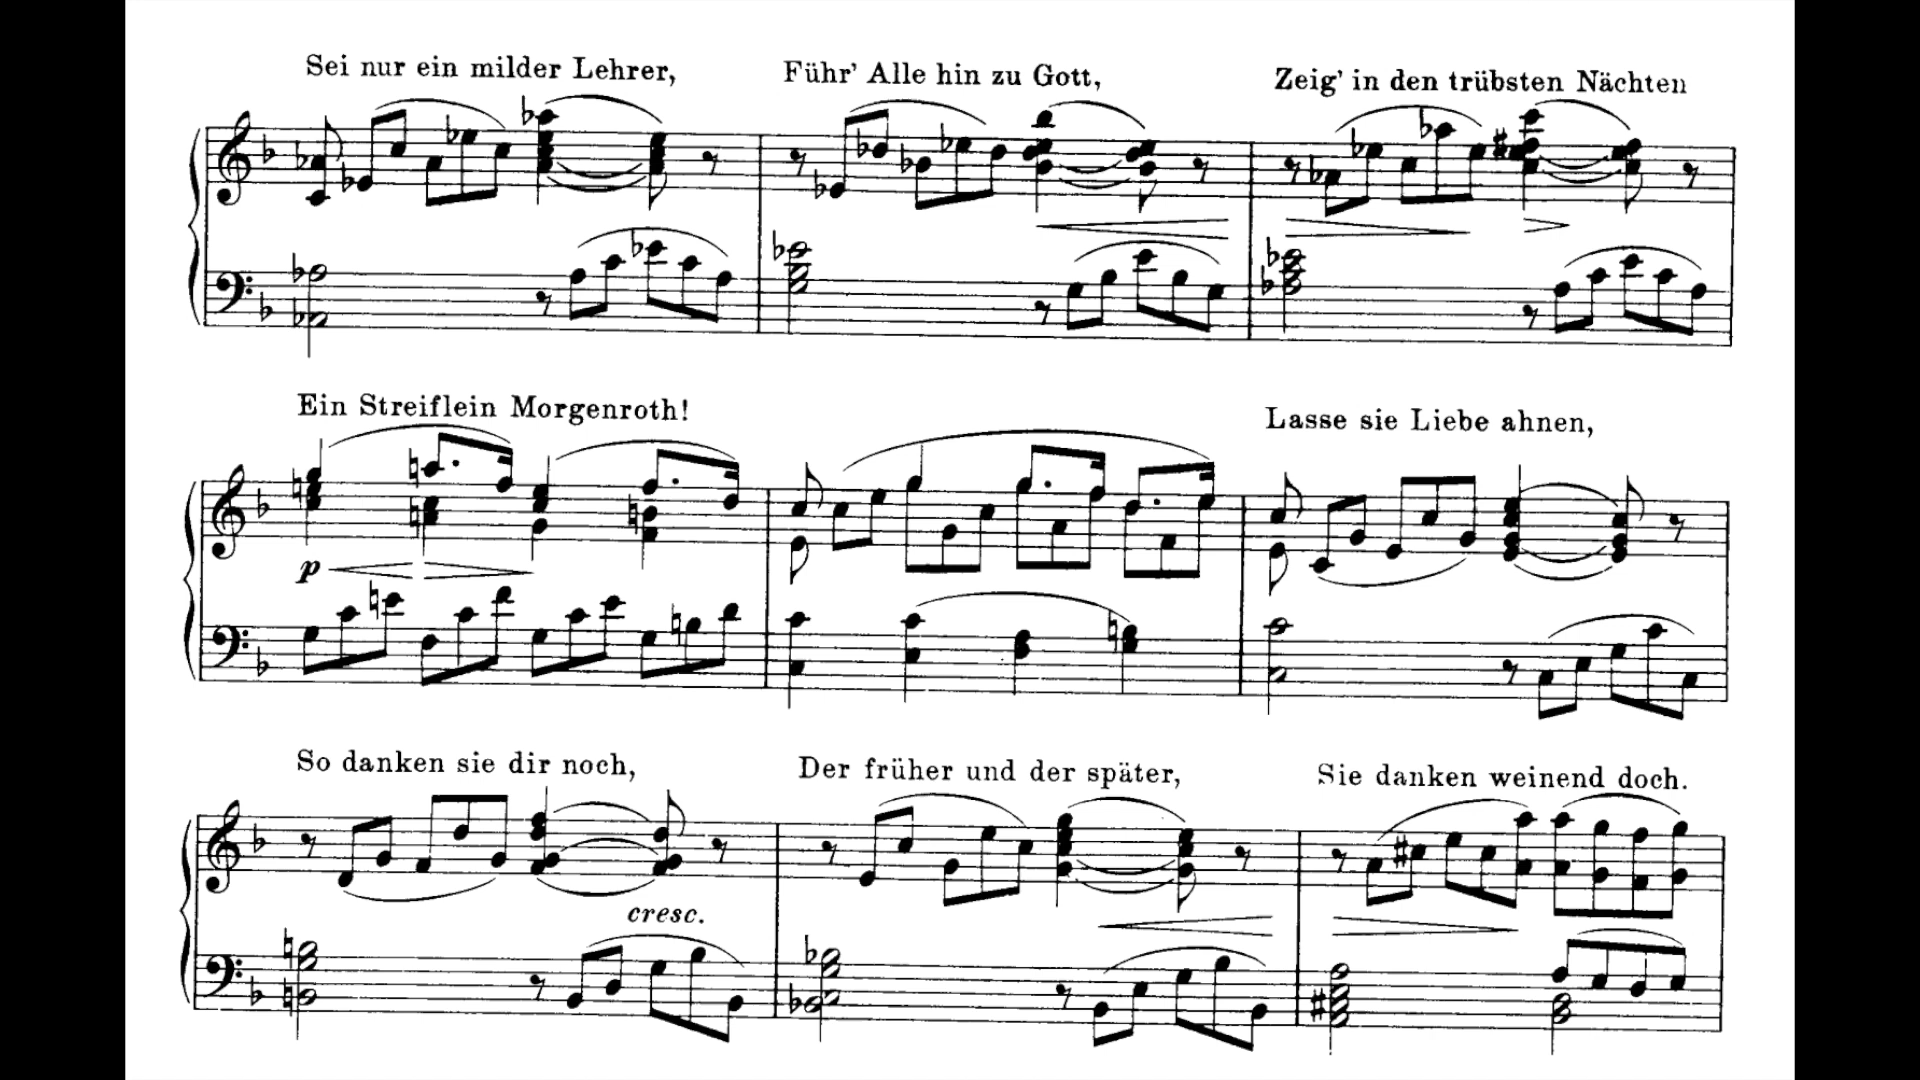 Sei nur ein milder Lehrer, Führ' Alle hin zu Gott, Zeig' in den trübsten Nächten
Ein Streiflein Morgenroth! Lasse sie Liebe ahnen,
p
So danken sie dir noch, Der früher und der später, Sie danken weinend doch.
cresc.